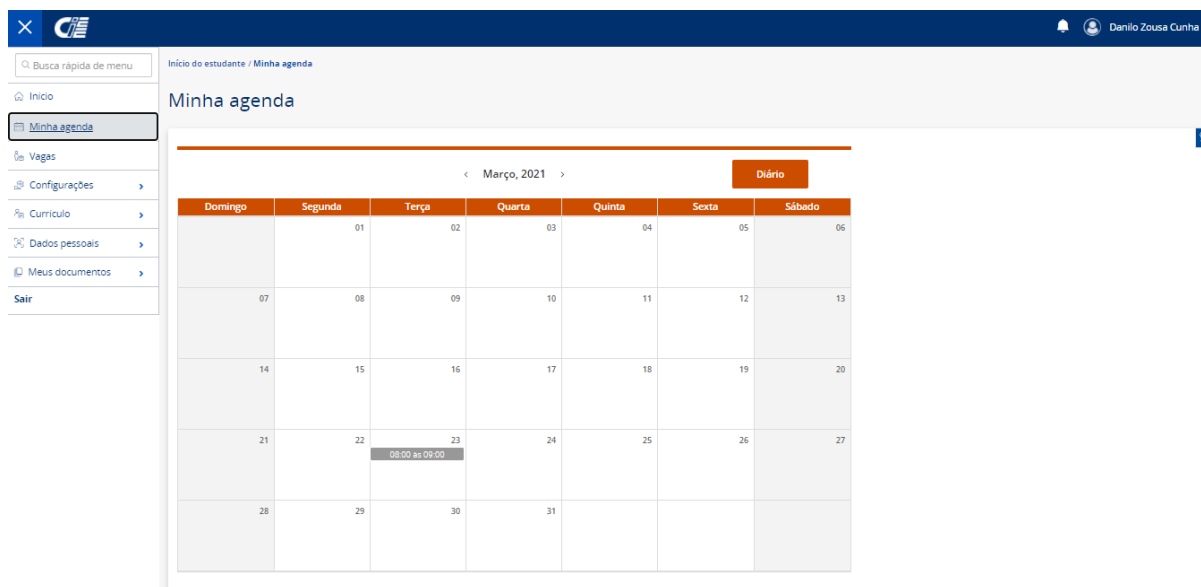 CIEE
Danilo Zousa Cunha
Busca rápida de menu
Início do estudante / Minha agenda
Início
Minha agenda
Minha agenda
Vagas
Configurações
Currículo
Dados pessoais
Meus documentos
Sair
Março, 2021
Diário
Domingo Segunda Terça Quarta Quinta Sexta Sábado
01 02 03 04 05 06
07 08 09 10 11 12 13
14 15 16 17 18 19 20
21 22 23 24 25 26 27
08:00 as 09:00
28 29 30 31